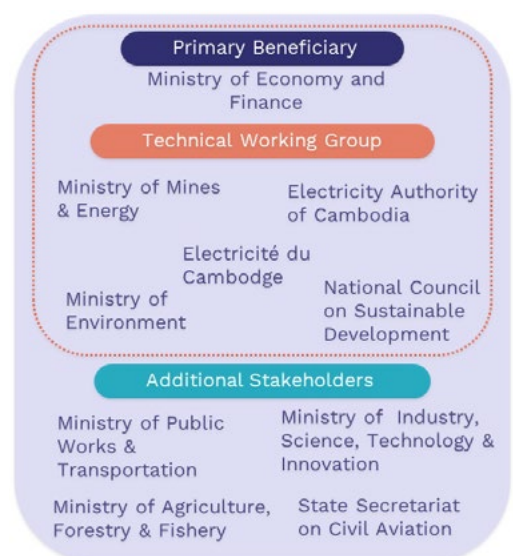 Primary Beneficiary
Ministry of Economy and
Finance
Technical Working Group
Ministry of Mines
& Energy
Electricity Authority
of Cambodia
Electricité du
Cambodge
Ministry of
Environment
National Council
on Sustainable
Development
Additional Stakeholders
Ministry of Public
Works &
Transportation
Ministry of Industry,
Science, Technology &
Innovation
Ministry of Agriculture,
Forestry & Fishery
State Secretariat
on Civil Aviation